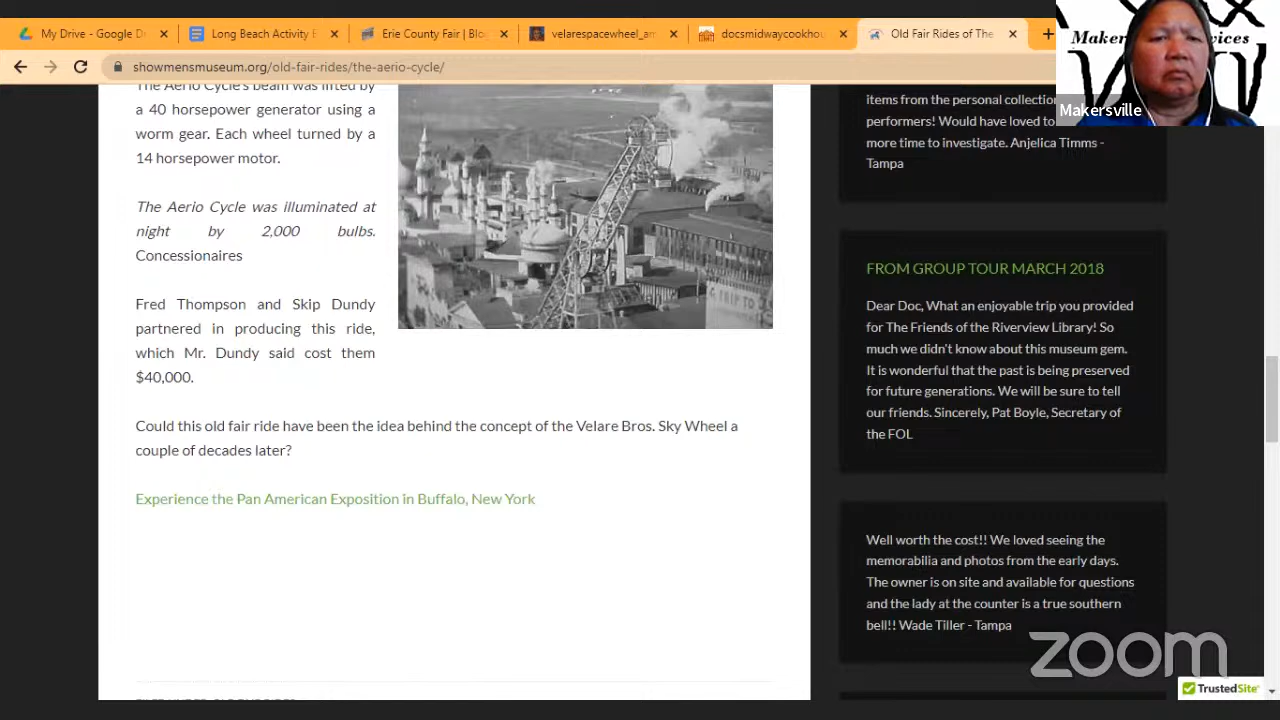 My Drive - Google D
Long Beach Activity B
Erie County Fair | Blo
velarespacewheel_am
docsmidwaycookhou
Old Fair Rides of The
showmensmuseum.org/old-fair-rides/the-aerio-cycle/
The Aerio Cycle's beam was lifted by
a 40 horsepower generator using a
worm gear. Each wheel turned by a
14 horsepower motor.
The Aerio Cycle was illuminated at
night by 2,000 bulbs.
Concessionaires
Fred Thompson and Skip Dundy
partnered in producing this ride,
which Mr. Dundy said cost them
$40,000.
Could this old fair ride have been the idea behind the concept of the Velare Bros. Sky Wheel a
couple of decades later?
Experience the Pan American Exposition in Buffalo, New York
items from the personal collection
performers! Would have loved to
more time to investigate. Anjelica Timms -
Tampa
FROM GROUP TOUR MARCH 2018
Dear Doc, What an enjoyable trip you provided
for The Friends of the Riverview Library! So
much we didn't know about this museum gem.
It is wonderful that the past is being preserved
for future generations. We will be sure to tell
our friends. Sincerely, Pat Boyle, Secretary of
the FOL
Well worth the cost!! We loved seeing the
memorabilia and photos from the early days.
The owner is on site and available for questions
and the lady at the counter is a true southern
bell!! Wade Tiller - Tampa
Makersville
zoom
TrustedSite